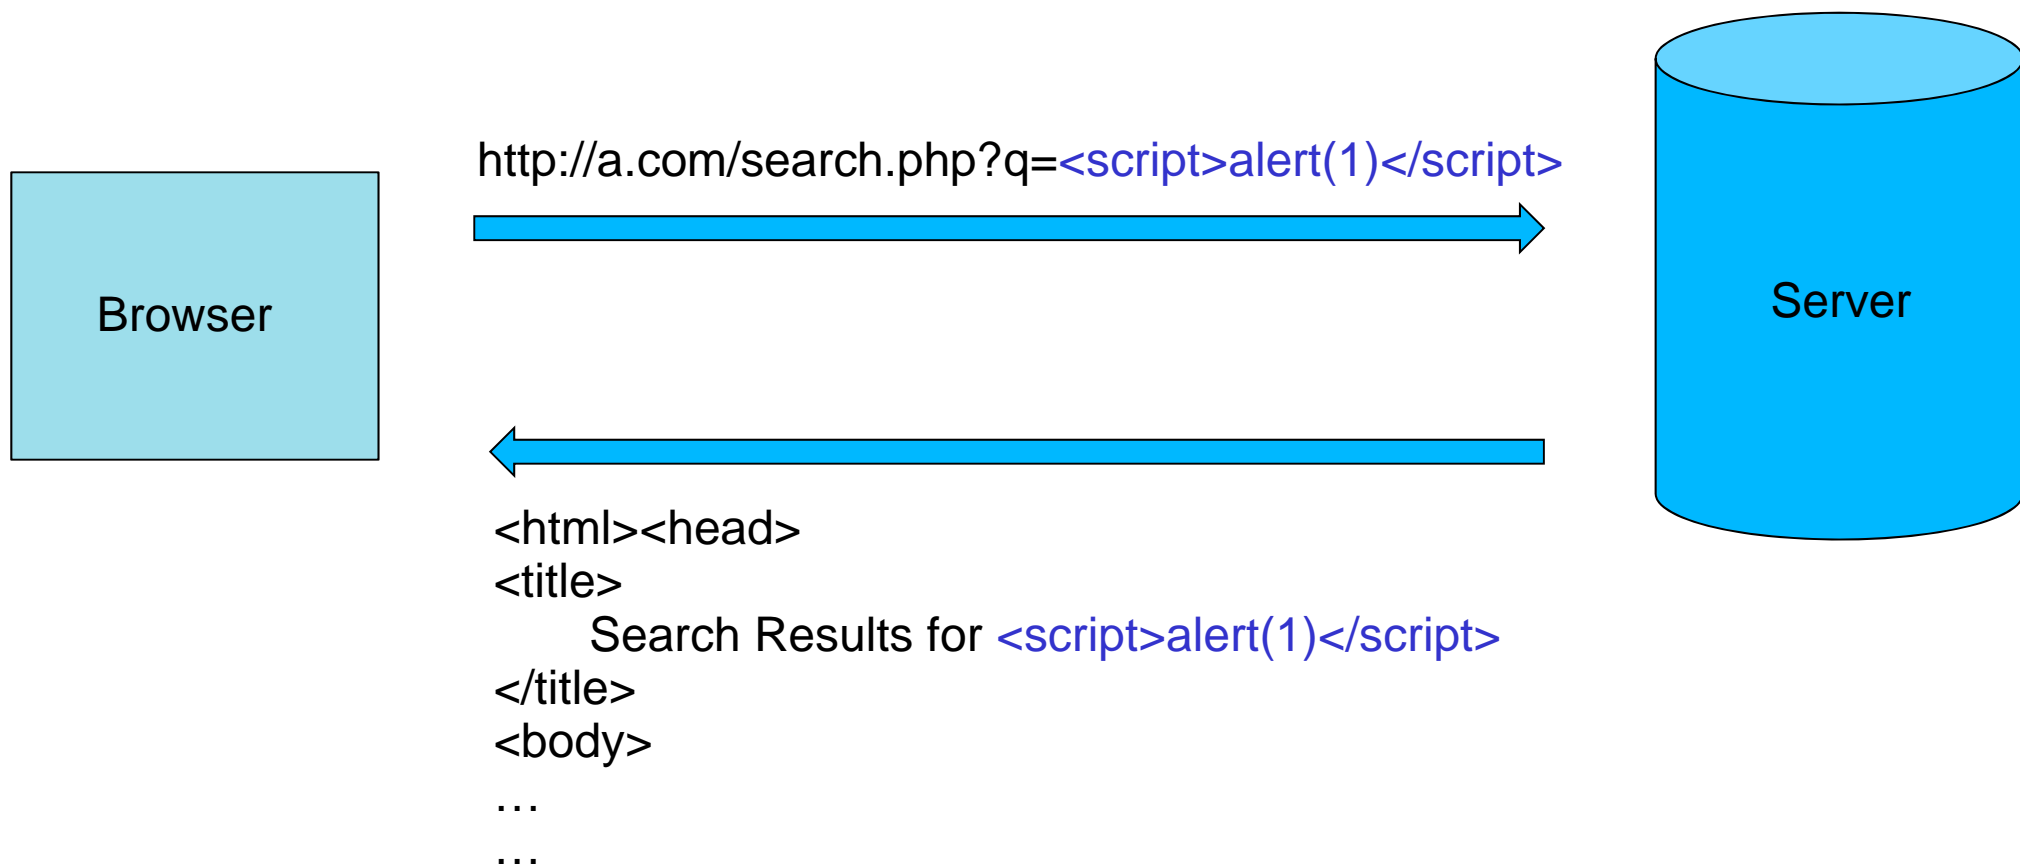 http://a.com/search.php?q=<script>alert(1)</script>
Browser
Server
<html><head>
<title>
Search Results for <script>alert(1)</script>
</title>
<body>
…
…